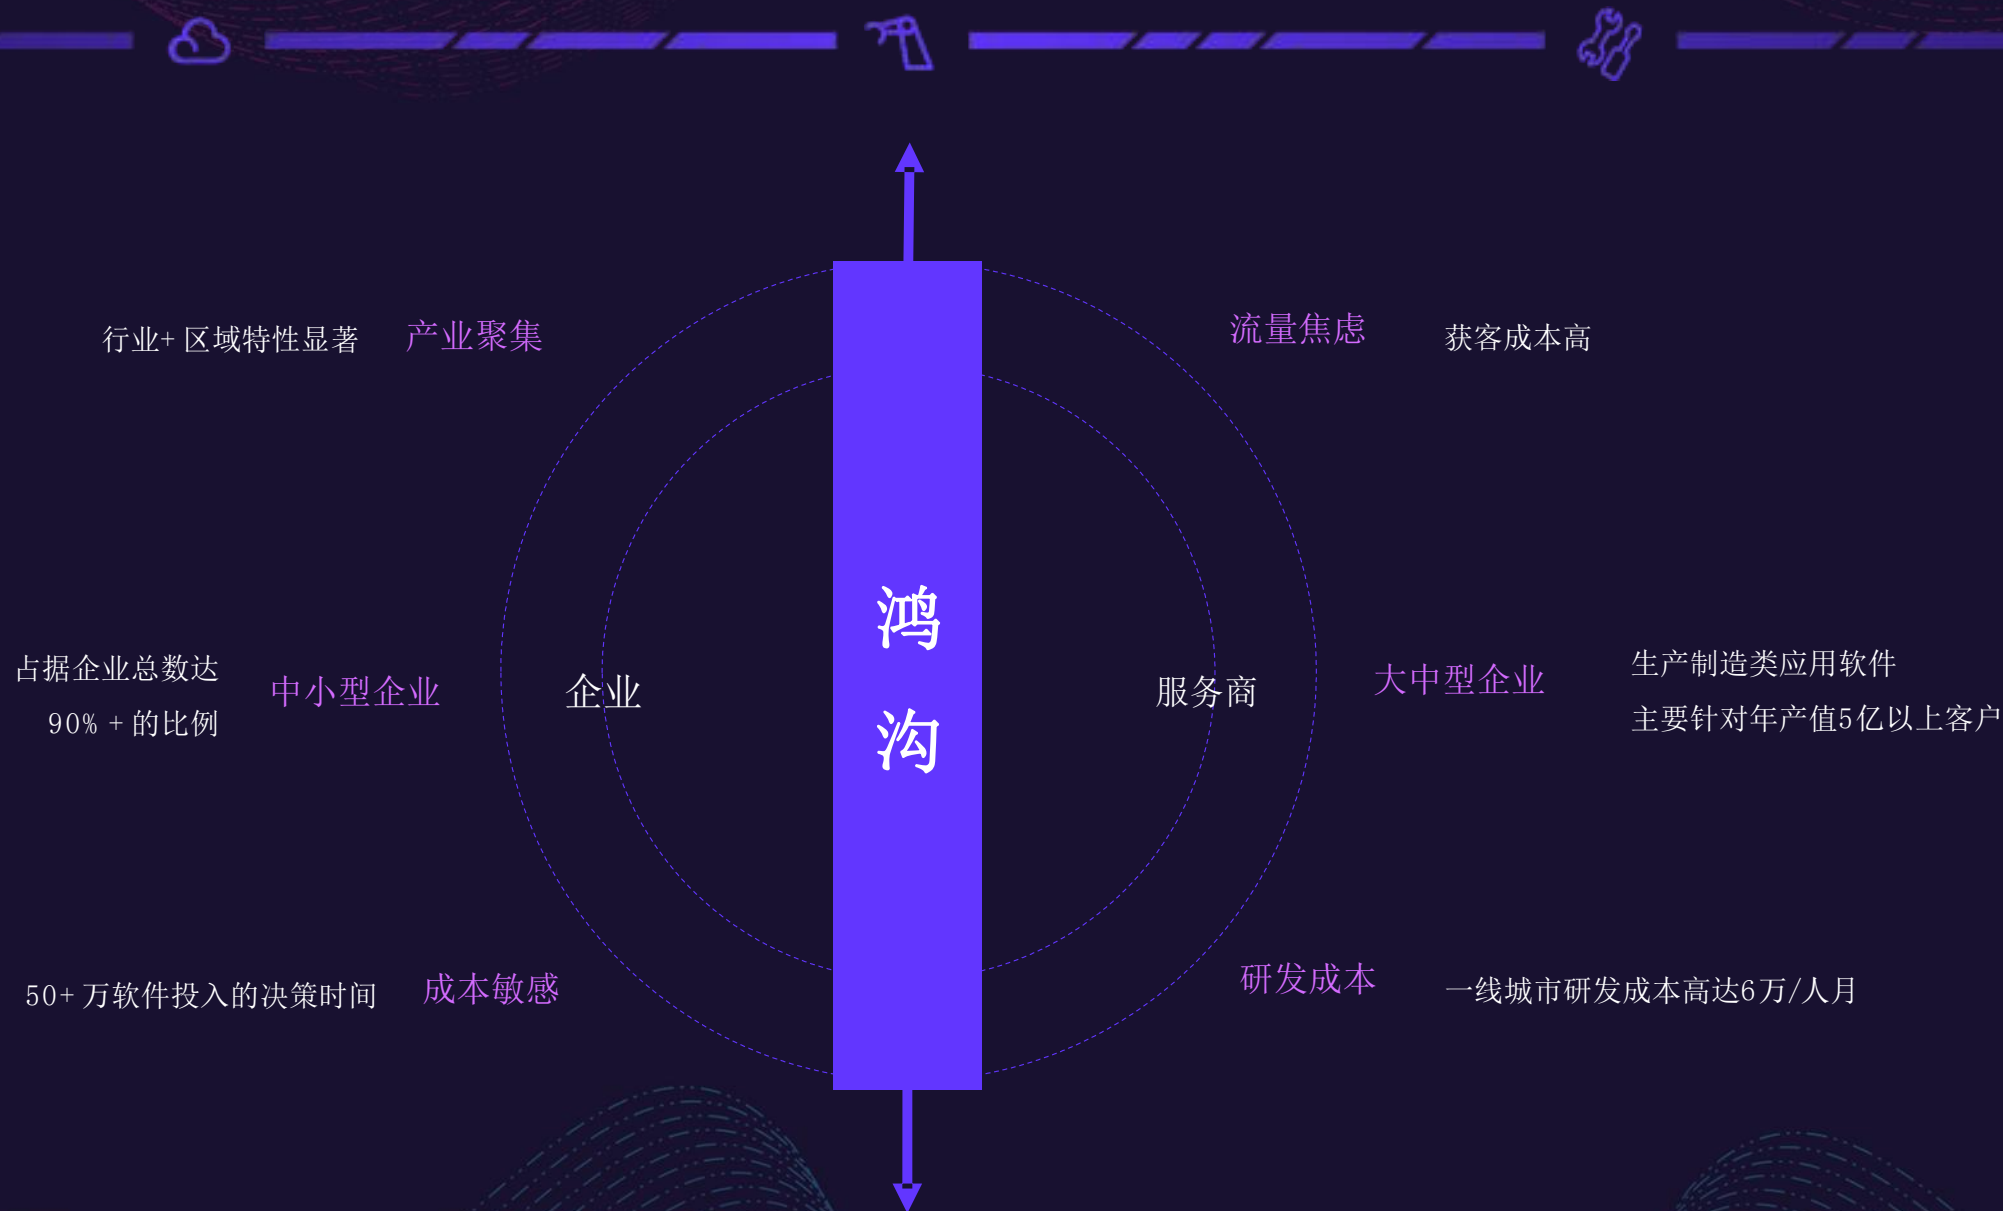 行业+区域特性显著
产业聚集
占据企业总数达
90%+的比例
中小型企业
企业
50+万软件投入的决策时间
成本敏感
鸿
沟
流量焦虑
获客成本高
服务商
大中型企业
生产制造类应用软件
主要针对年产值5亿以上客户
研发成本
一线城市研发成本高达6万/人月